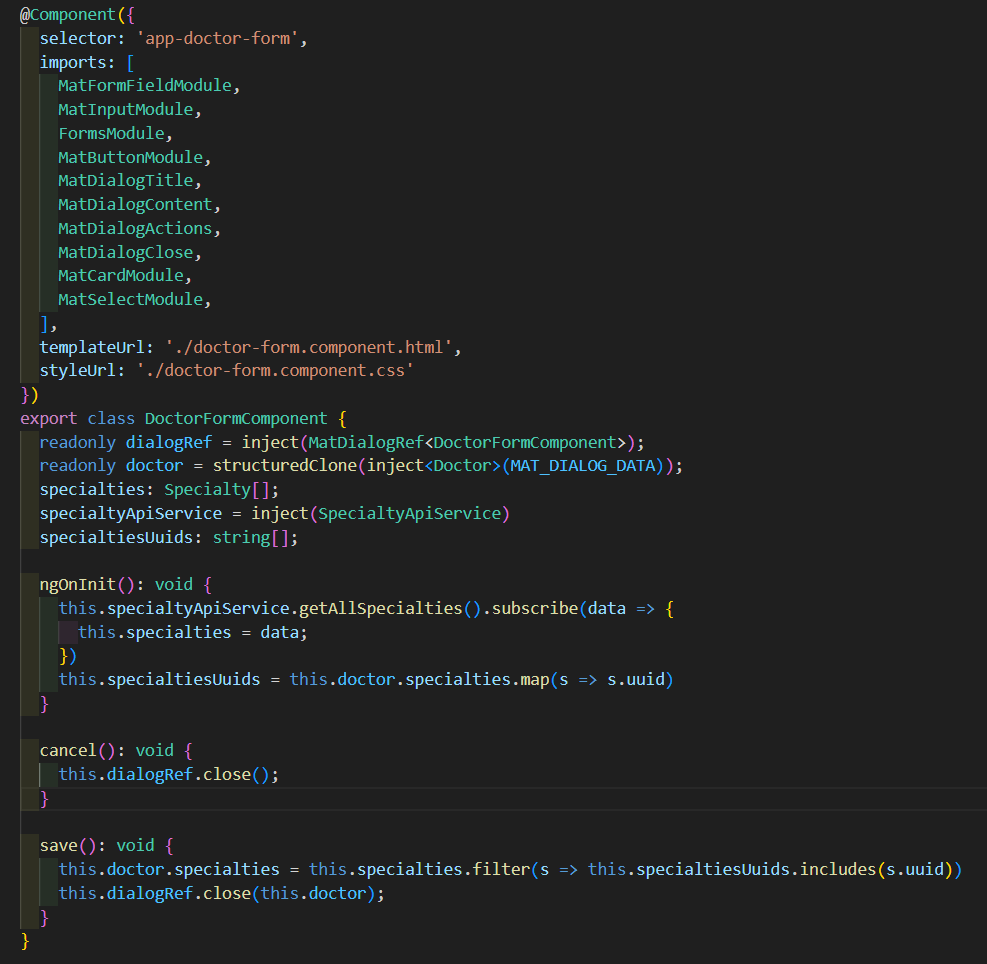 @Component({
  selector: 'app-doctor-form',
  imports: [
    MatFormFieldModule,
    MatInputModule,
    FormsModule,
    MatButtonModule,
    MatDialogTitle,
    MatDialogContent,
    MatDialogActions,
    MatDialogClose,
    MatCardModule,
    MatSelectModule,
  ],
  templateUrl: './doctor-form.component.html',
  styleUrl: './doctor-form.component.css'
})
export class DoctorFormComponent {
  readonly dialogRef = inject(MatDialogRef<DoctorFormComponent>);
  readonly doctor = structuredClone(inject<Doctor>(MAT_DIALOG_DATA));
  specialties: Specialty[];
  specialtyApiService = inject(SpecialtyApiService)
  specialtiesUuids: string[];

  ngOnInit(): void {
    this.specialtyApiService.getAllSpecialties().subscribe(data => {
      this.specialties = data;
    })
    this.specialtiesUuids = this.doctor.specialties.map(s => s.uuid)
  }

  cancel(): void {
    this.dialogRef.close();
  }

  save(): void {
    this.doctor.specialties = this.specialties.filter(s => this.specialtiesUuids.includes(s.uuid))
    this.dialogRef.close(this.doctor);
  }
}